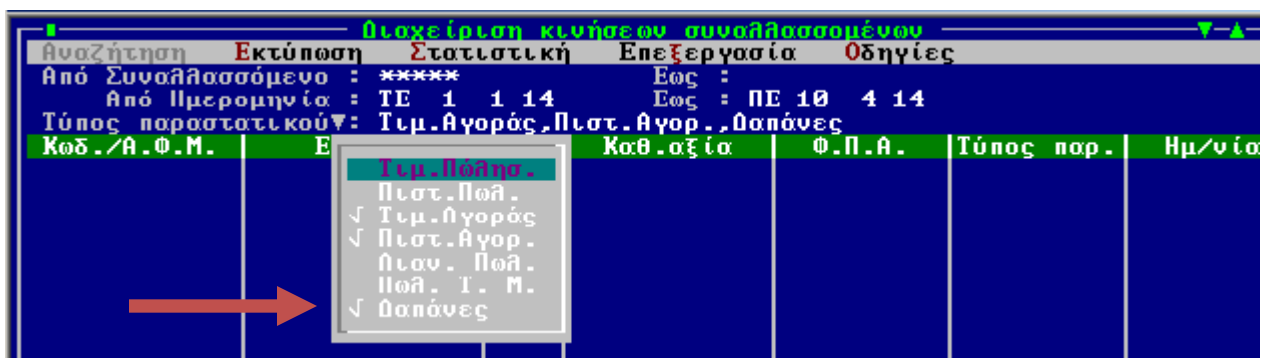 Διαχείριση κινήσεων συναλλασσομένων
Αναζήτηση Εκτύπωση Στατιστική Επεξεργασία Οδηγίες
Από Συναλλασσόμενο : ***** Εως :
Από Ημερομηνία : ΤΕ 1 1 14 Εως : ΠΕ 10 4 14
Τύπος παραστατικού▼: Τιμ.Αγοράς,Πιστ.Αγορ.,Δαπάνες
Κωδ./Α.Φ.Μ. Ε Καθ.αξία Φ.Π.Α. Τύπος παρ. Ημ/νία
Τιμ.Πώλησ.
Πιστ.Πωλ.
√ Τιμ.Αγοράς
√ Πιστ.Αγορ.
Λιαν. Πωλ.
Πωλ. Τ. Μ.
√ Δαπάνες